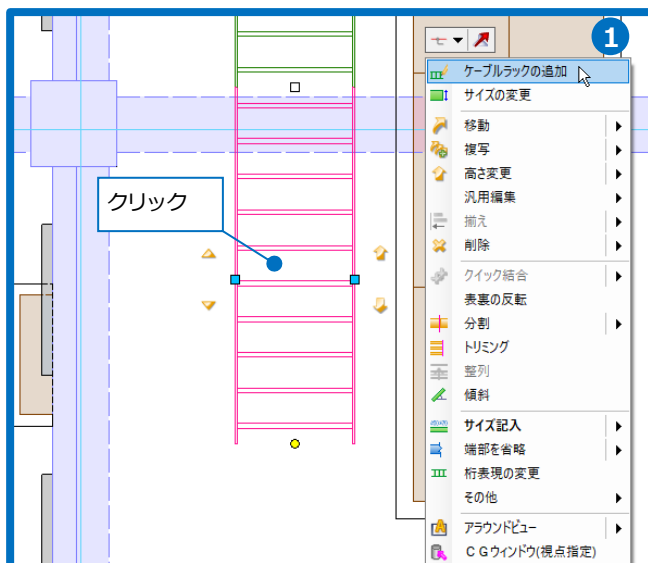 1
ケーブルラックの追加
サイズの変更
移動
複写
高さ変更
汎用編集
揃え
削除
クイック結合
表裏の反転
分割
トリミング
整列
傾斜
サイズ記入
端部を省略
桁表現の変更
その他
アラウンドビュー
CGウィンドウ(視点指定)
クリック